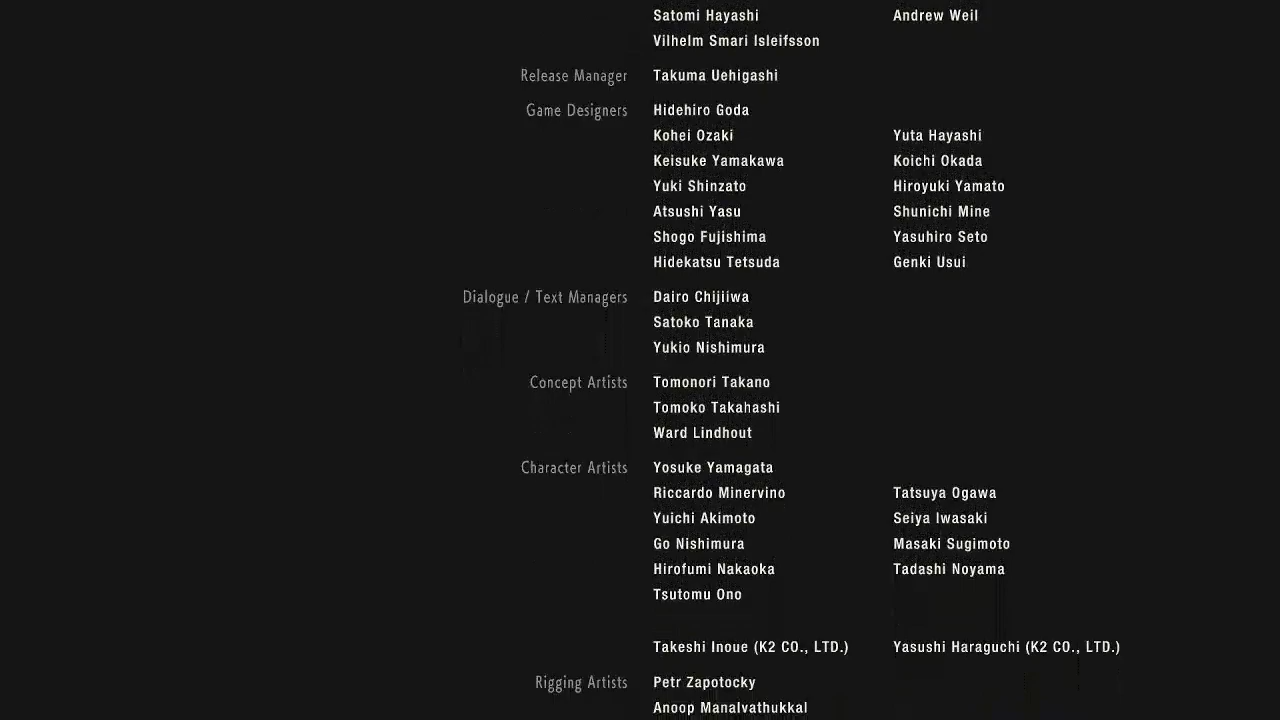 Satomi Hayashi Andrew Weil
Vilhelm Smari Isleifsson
Release Manager Takuma Uehigashi
Game Designers Hidehiro Goda
Kohei Ozaki Yuta Hayashi
Keisuke Yamakawa Koichi Okada
Yuki Shinzato Hiroyuki Yamato
Atsushi Yasu Shunichi Mine
Shogo Fujishima Yasuhiro Seto
Hidekatsu Tetsuda Genki Usui
Dialogue / Text Managers Dairo Chijiiwa
Satoko Tanaka
Yukio Nishimura
Concept Artists Tomonori Takano
Tomoko Takahashi
Ward Lindhout
Character Artists Yosuke Yamagata
Riccardo Minervino Tatsuya Ogawa
Yuichi Akimoto Seiya Iwasaki
Go Nishimura Masaki Sugimoto
Hirofumi Nakaoka Tadashi Noyama
Tsutomu Ono
Takeshi Inoue (K2 CO., LTD.) Yasushi Haraguchi (K2 CO., LTD.)
Rigging Artists Petr Zapotocky
Anoop Manalvathukkal